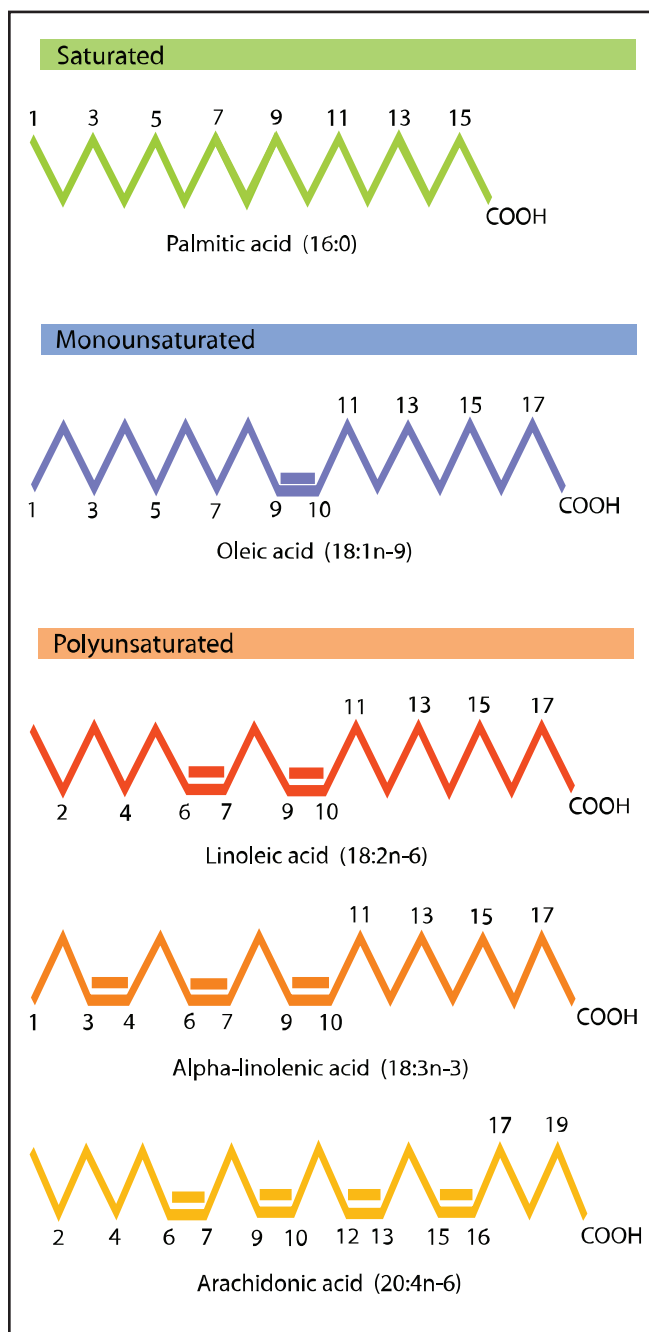 Saturated
1 3 5 7 9 11 13 15
COOH
Palmitic acid (16:0)
Monounsaturated
11 13 15 17
1 3 5 7 9 10 COOH
Oleic acid (18:1n-9)
Polyunsaturated
11 13 15 17
2 4 6 7 9 10 COOH
Linoleic acid (18:2n-6)
11 13 15 17
1 3 4 6 7 9 10 COOH
Alpha-linolenic acid (18:3n-3)
17 19
2 4 6 7 9 10 12 13 15 16 COOH
Arachidonic acid (20:4n-6)